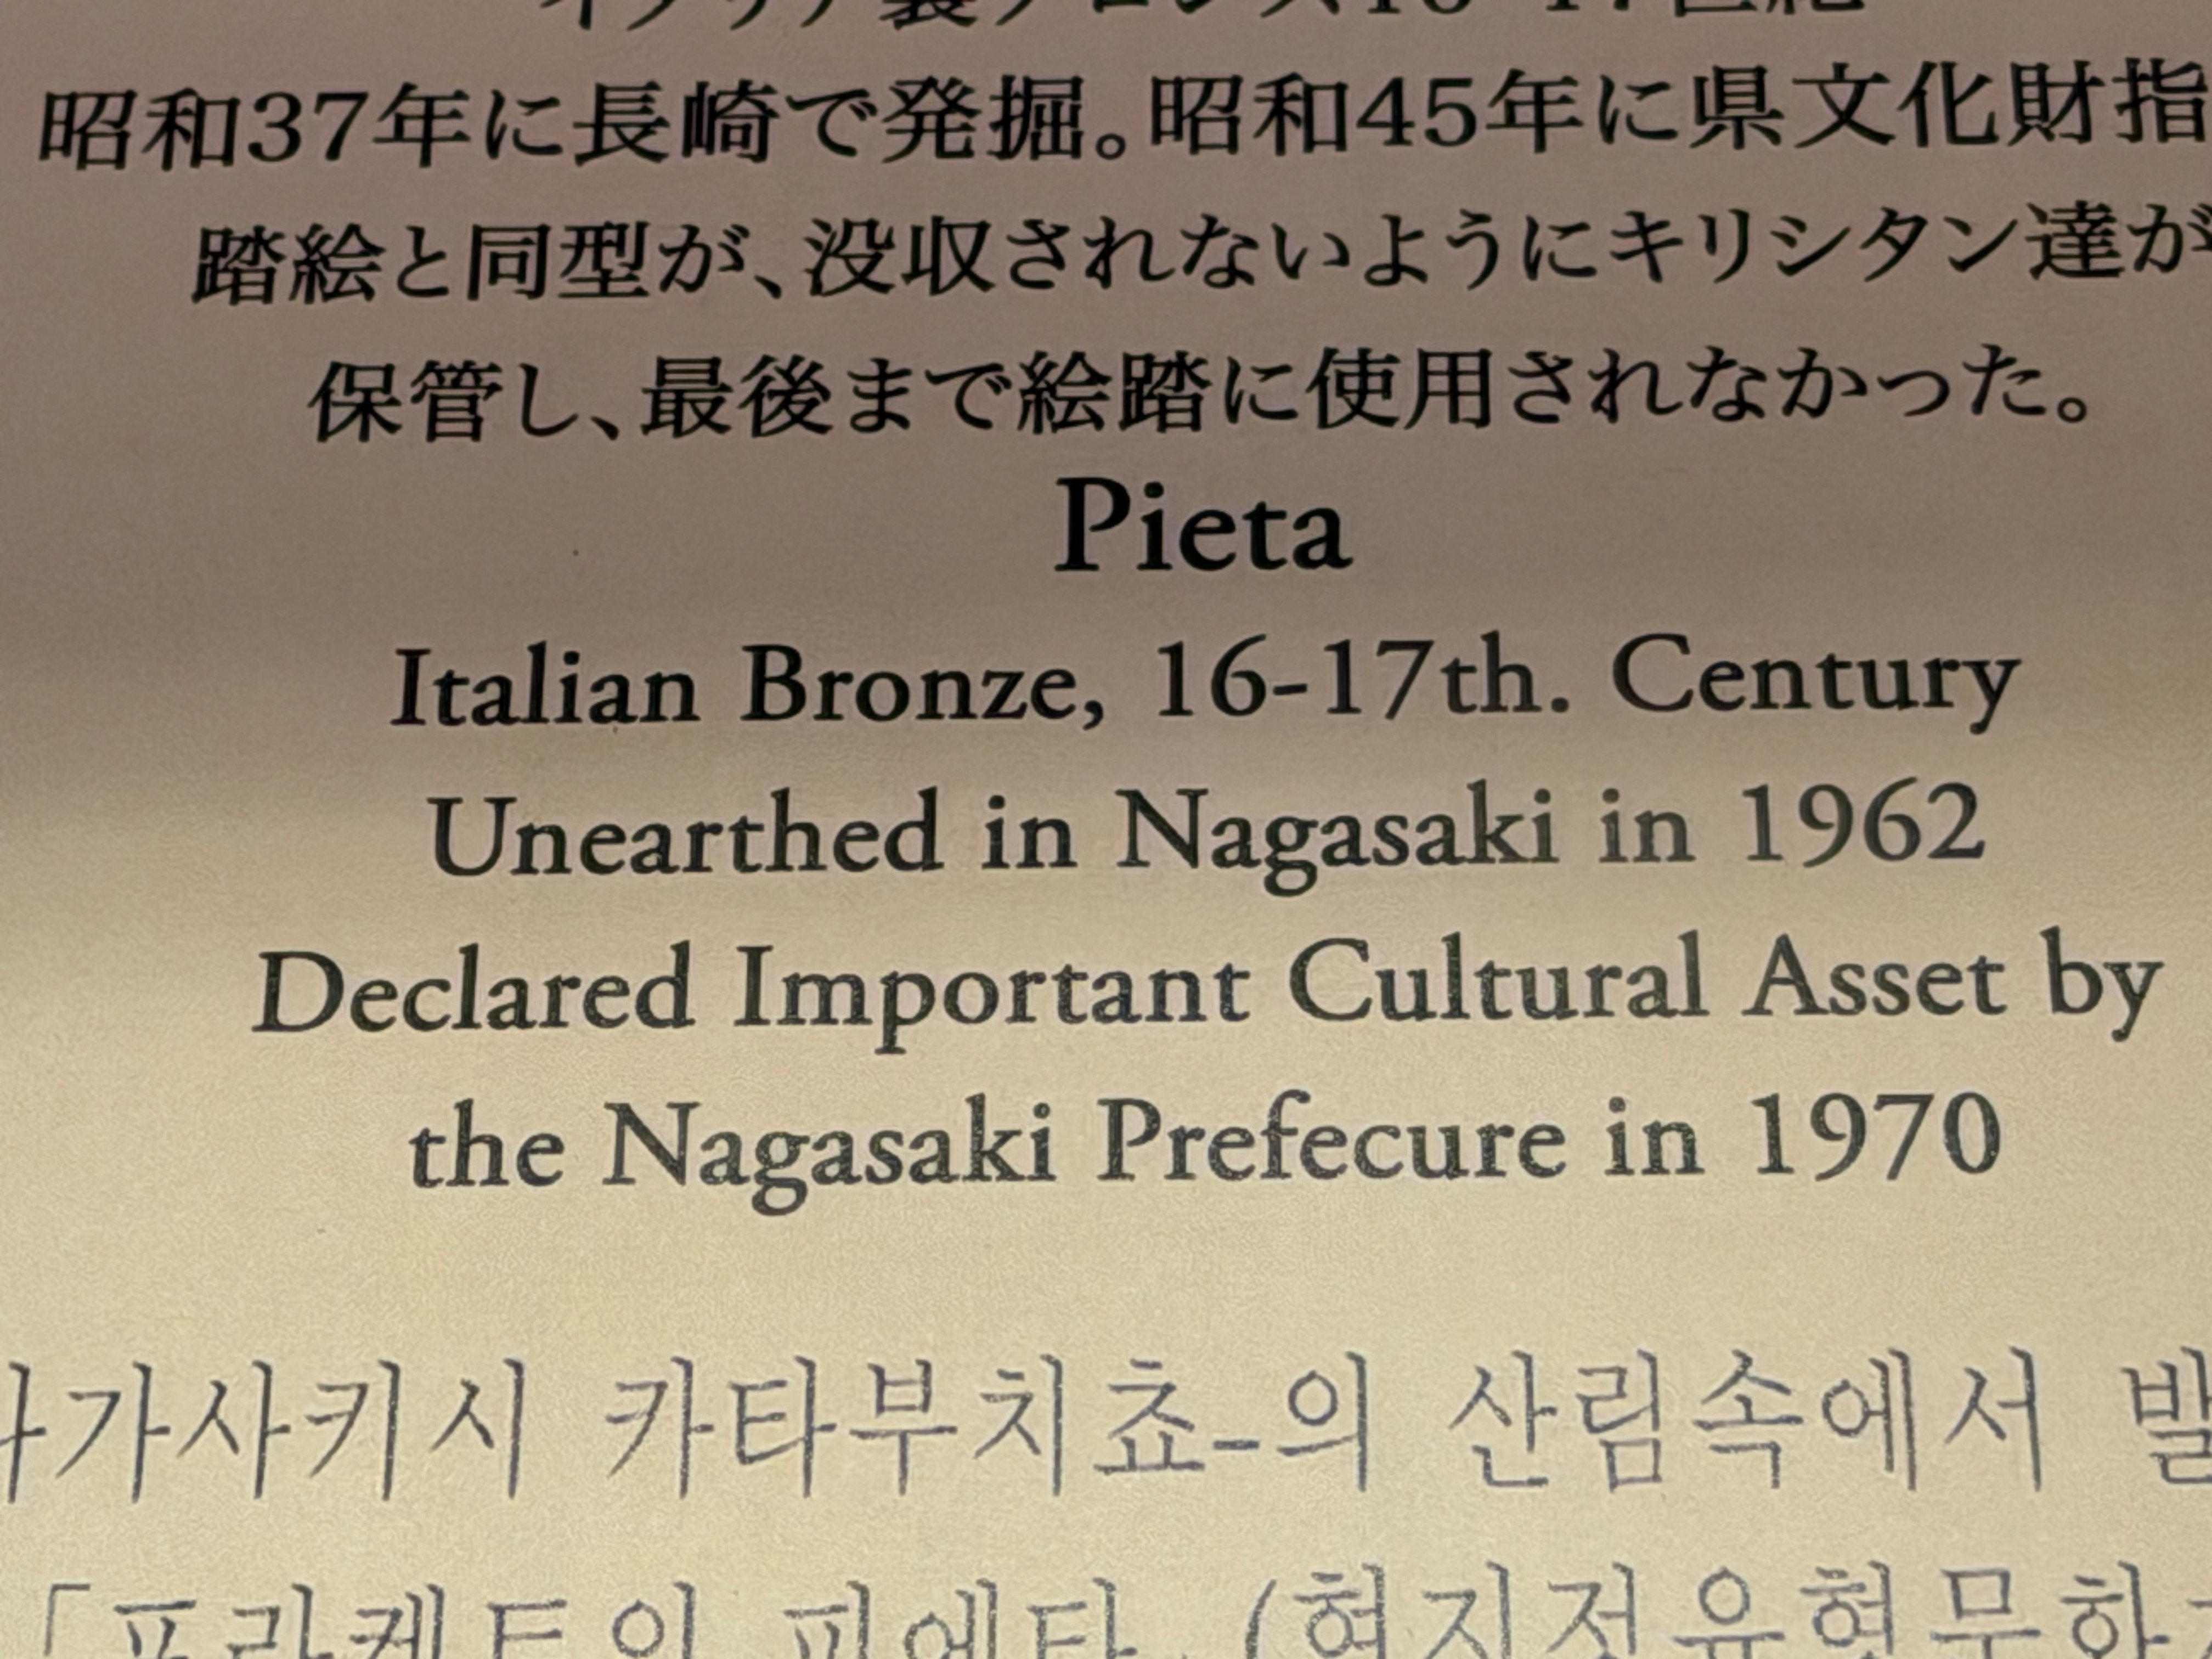 昭和37年に長崎で発掘。昭和45年に県文化財指
踏絵と同型が、没収されないようにキリシタン達が
保管し、最後まで絵踏に使用されなかった。
Pieta
Italian Bronze, 16-17th. Century
Unearthed in Nagasaki in 1962
Declared Important Cultural Asset by
the Nagasaki Prefecure in 1970
가사키시 카타부치쵸-의 산림속에서